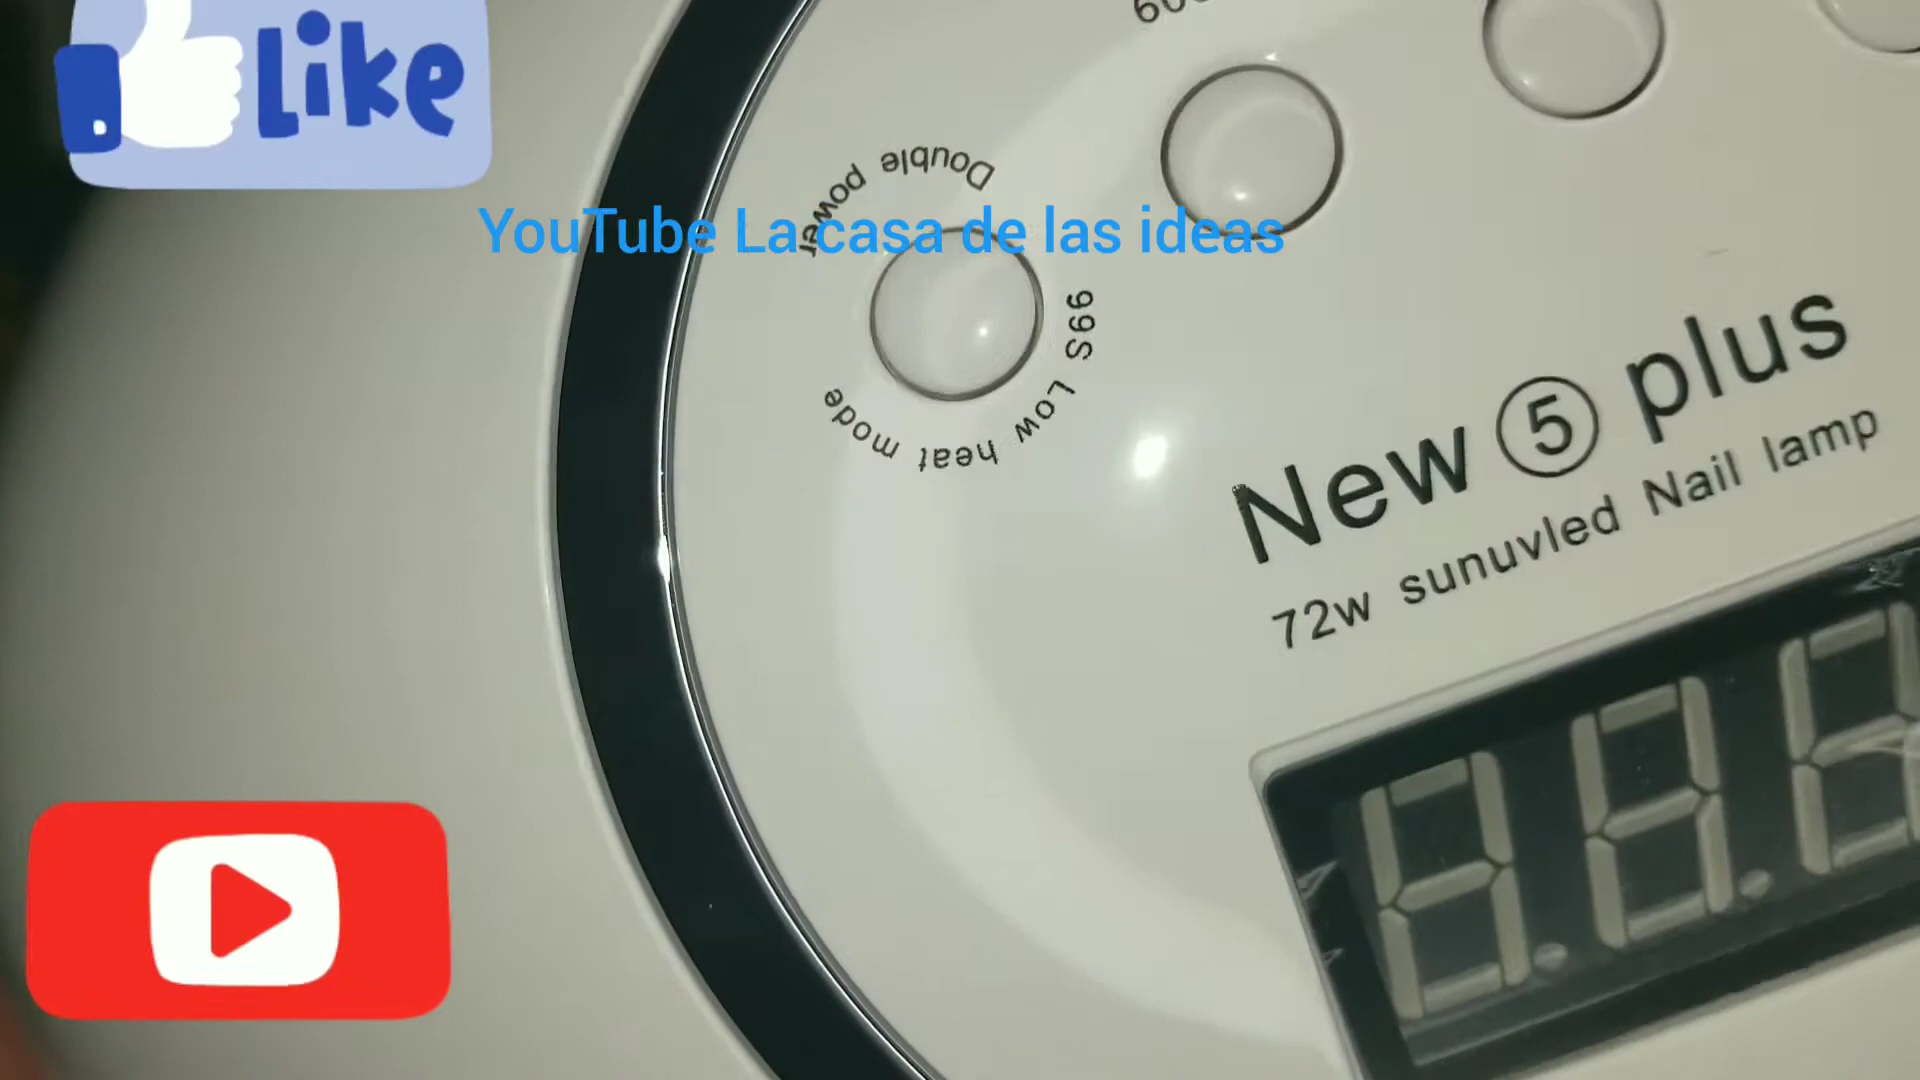 Like
Double power
YouTube La casa de las ideas
99S Low heat mode
New 5 plus
72w sunuvled Nail lamp